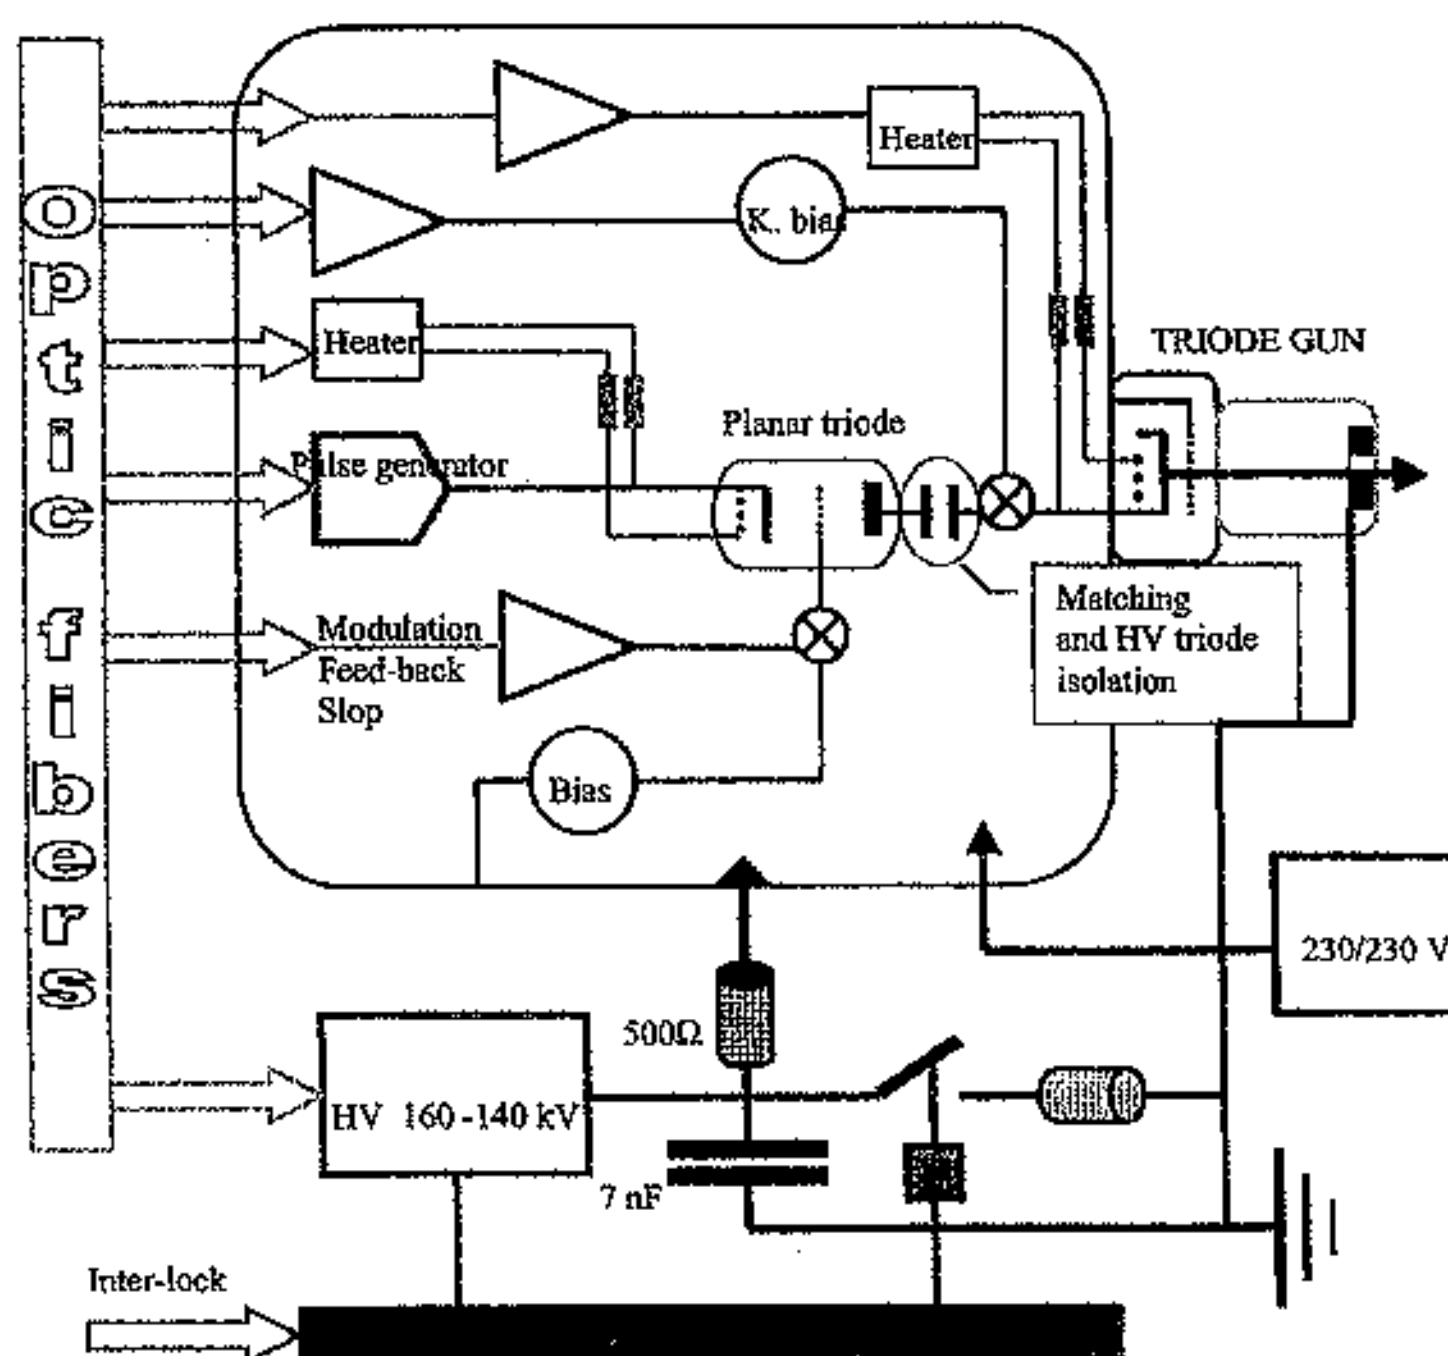 Optic fibers
Heater
K. bias
Heater
TRIODE GUN
Planar triode
Pulse generator
Matching
and HV triode
isolation
Modulation
Feed-back
Slop
Bias
230/230 V
500Ω
HV 160-140 kV
7 nF
Inter-lock